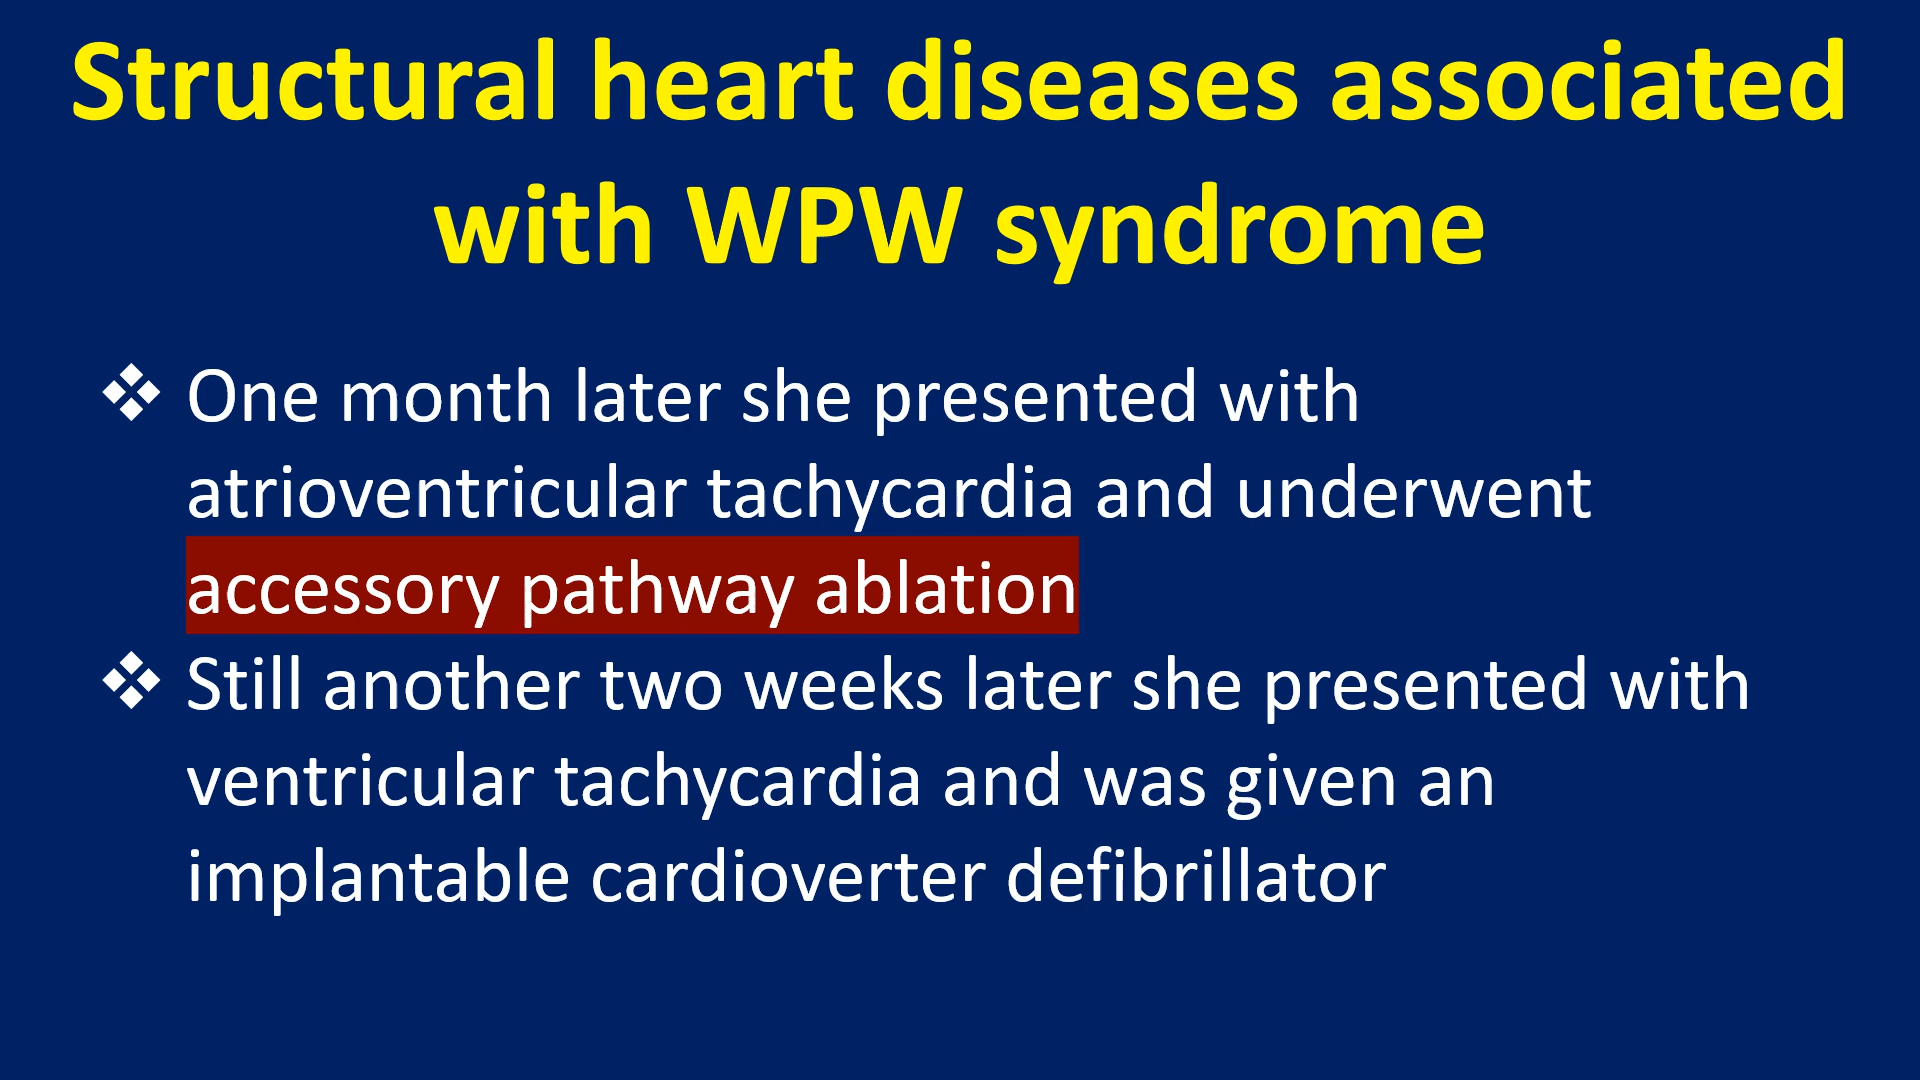 Structural heart diseases associated
with WPW syndrome
❖ One month later she presented with
atrioventricular tachycardia and underwent
accessory pathway ablation
❖ Still another two weeks later she presented with
ventricular tachycardia and was given an
implantable cardioverter defibrillator